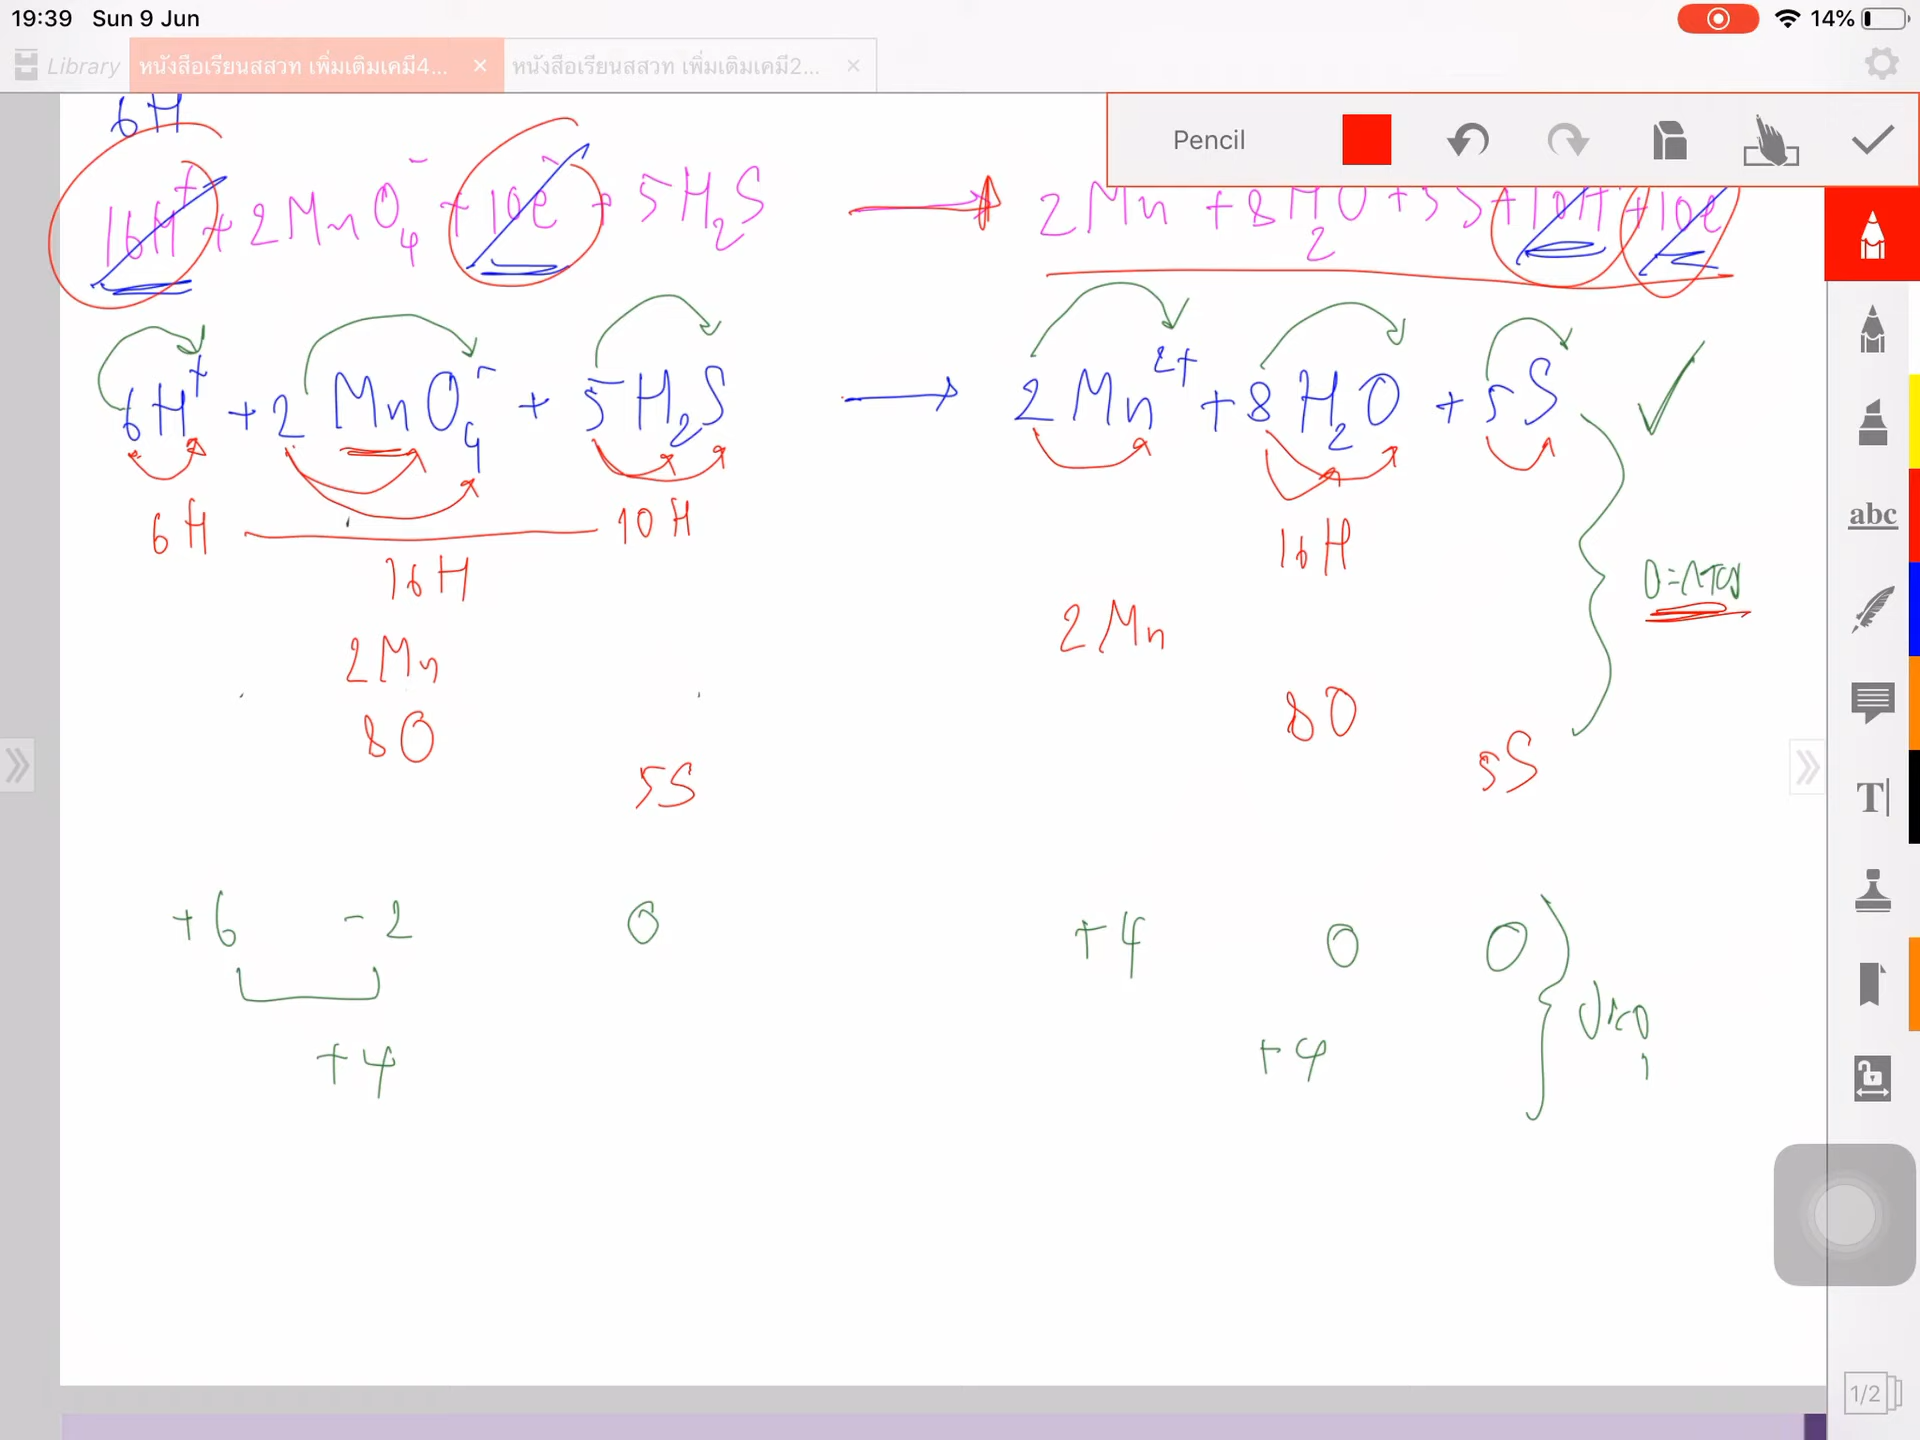 19:39 Sun 9 Jun 14%
Library หนังสือเรียนสสวท เพิ่มเติมเคมี4... × หนังสือเรียนสสวท เพิ่มเติมเคมี2... ×
Pencil
6H
16H⁺ + 2MnO₄⁻ + 10e⁻ + 5H₂S → 2Mn + 8H₂O + 5S + 10H + 10e
6H⁺ + 2MnO₄⁻ + 5H₂S → 2Mn²⁺ + 8H₂O + 5S
6H 10H 16H
16H
2Mn 2Mn
8O 8O
5S 5S
+6 -2 0 +4 0 0
+4 +4
abc
T
1/2